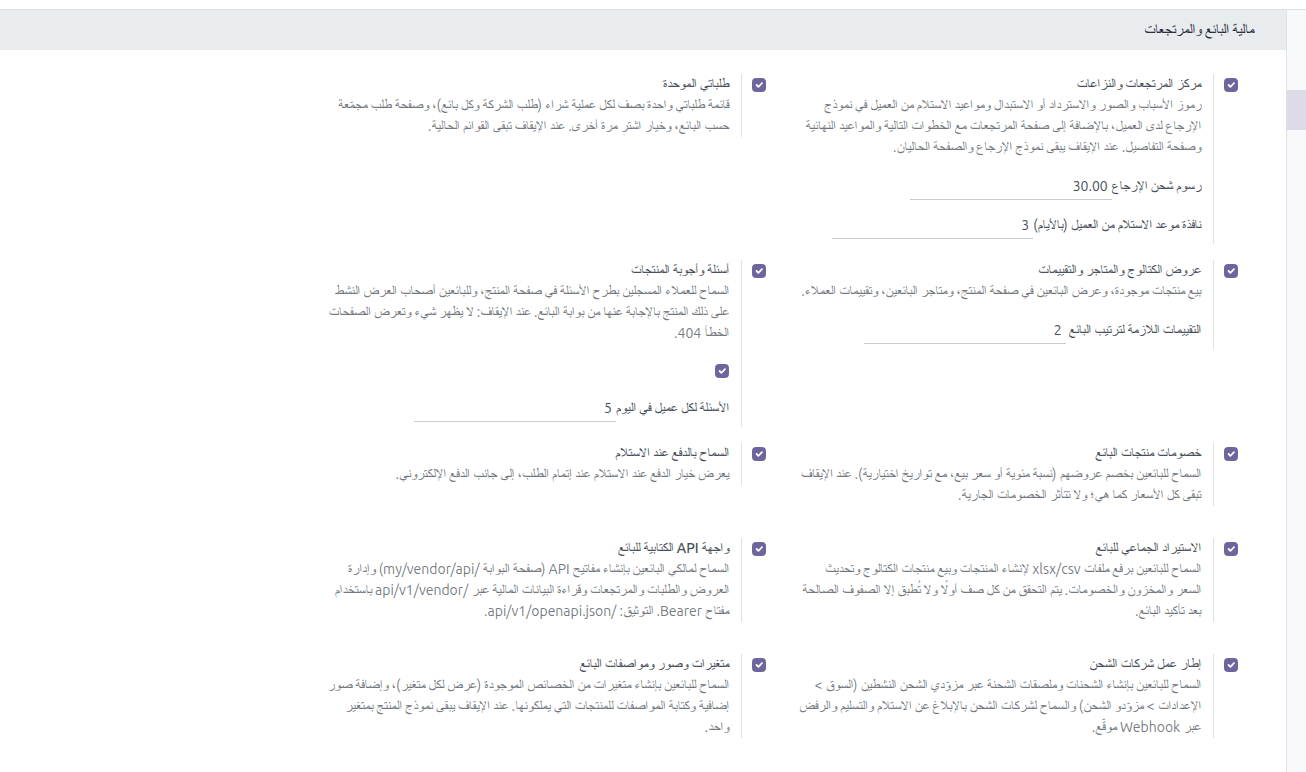 مالية البائع والمرتجعات
مركز المرتجعات والنزاعات
رموز الأسباب والصور والاسترداد أو الاستبدال ومواعيد الاستلام من العميل في نموذج
الإرجاع لدى العميل، بالإضافة إلى صفحة المرتجعات مع الخطوات التالية والمواعيد النهائية
وصفحة التفاصيل. عند الإيقاف يبقى نموذج الإرجاع والصفحة الحاليان.
رسوم شحن الإرجاع 30.00
نافذة موعد الاستلام من العميل (بالأيام) 3
طلباتي الموحدة
قائمة طلباتي واحدة بصف لكل عملية شراء (طلب الشركة وكل بائع)، وصفحة طلب مجمّعة
حسب البائع، وخيار اشتر مرة أخرى. عند الإيقاف تبقى القوائم الحالية.
عروض الكتالوج والمتاجر والتقييمات
بيع منتجات موجودة، وعرض البائعين في صفحة المنتج، ومتاجر البائعين، وتقييمات العملاء.
التقييمات اللازمة لترتيب البائع 2
أسئلة وأجوبة المنتجات
السماح للعملاء المسجلين بطرح الأسئلة في صفحة المنتج، وللبائعين أصحاب العرض النشط
على ذلك المنتج بالإجابة عنها من بوابة البائع. عند الإيقاف: لا يظهر شيء وتعرض الصفحات
الخطأ 404.
الأسئلة لكل عميل في اليوم 5
خصومات منتجات البائع
السماح للبائعين بخصم عروضهم (نسبة مئوية أو سعر بيع، مع تواريخ اختيارية). عند الإيقاف
تبقى كل الأسعار كما هي؛ ولا تتأثر الخصومات الجارية.
السماح بالدفع عند الاستلام
يعرض خيار الدفع عند الاستلام عند إتمام الطلب، إلى جانب الدفع الإلكتروني.
الاستيراد الجماعي للبائع
السماح للبائعين برفع ملفات xlsx/csv لإنشاء المنتجات وبيع منتجات الكتالوج وتحديث
السعر والمخزون والخصومات. يتم التحقق من كل صف أولًا ولا تُطبق إلا الصفوف الصالحة
بعد تأكيد البائع.
واجهة API الكتابية للبائع
السماح لمالكي البائعين بإنشاء مفاتيح API (صفحة البوابة /my/vendor/api) وإدارة
العروض والطلبات والمرتجعات وقراءة البيانات المالية عبر /api/v1/vendor باستخدام
مفتاح Bearer. التوثيق: /api/v1/openapi.json.
إطار عمل شركات الشحن
السماح للبائعين بإنشاء الشحنات وملصقات الشحنة عبر مزوّدي الشحن النشطين (السوق >
الإعدادات > مزوّدو الشحن) والسماح لشركات الشحن بالإبلاغ عن الاستلام والتسليم والرفض
عبر Webhook موقّع.
متغيرات وصور ومواصفات البائع
السماح للبائعين بإنشاء متغيرات من الخصائص الموجودة (عرض لكل متغير)، وإضافة صور
إضافية وكتابة المواصفات للمنتجات التي يملكونها. عند الإيقاف يبقى نموذج المنتج بمتغير
واحد.